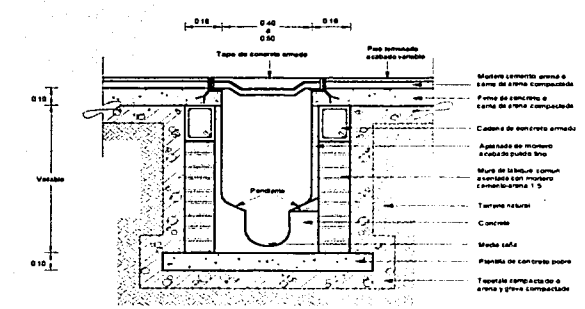 0.16
0.40
a
0.60
0.16
Tapa de concreto armado
Piso terminado
acabado variable
Mortero cemento arena o
cama de arena compactada
Firme de concreto o
cama de arena compactada
0.10
Cadena de concreto armado
Aplanado de mortero
acabado pulido fino
Muro de tabique comun
asentado con mortero
cemento-arena 1:5
Variable
Pendiente
Terreno natural
Concreto
Media caña
0.10
Plantilla de concreto pobre
Tepetate compactado o
arena y grava compactada